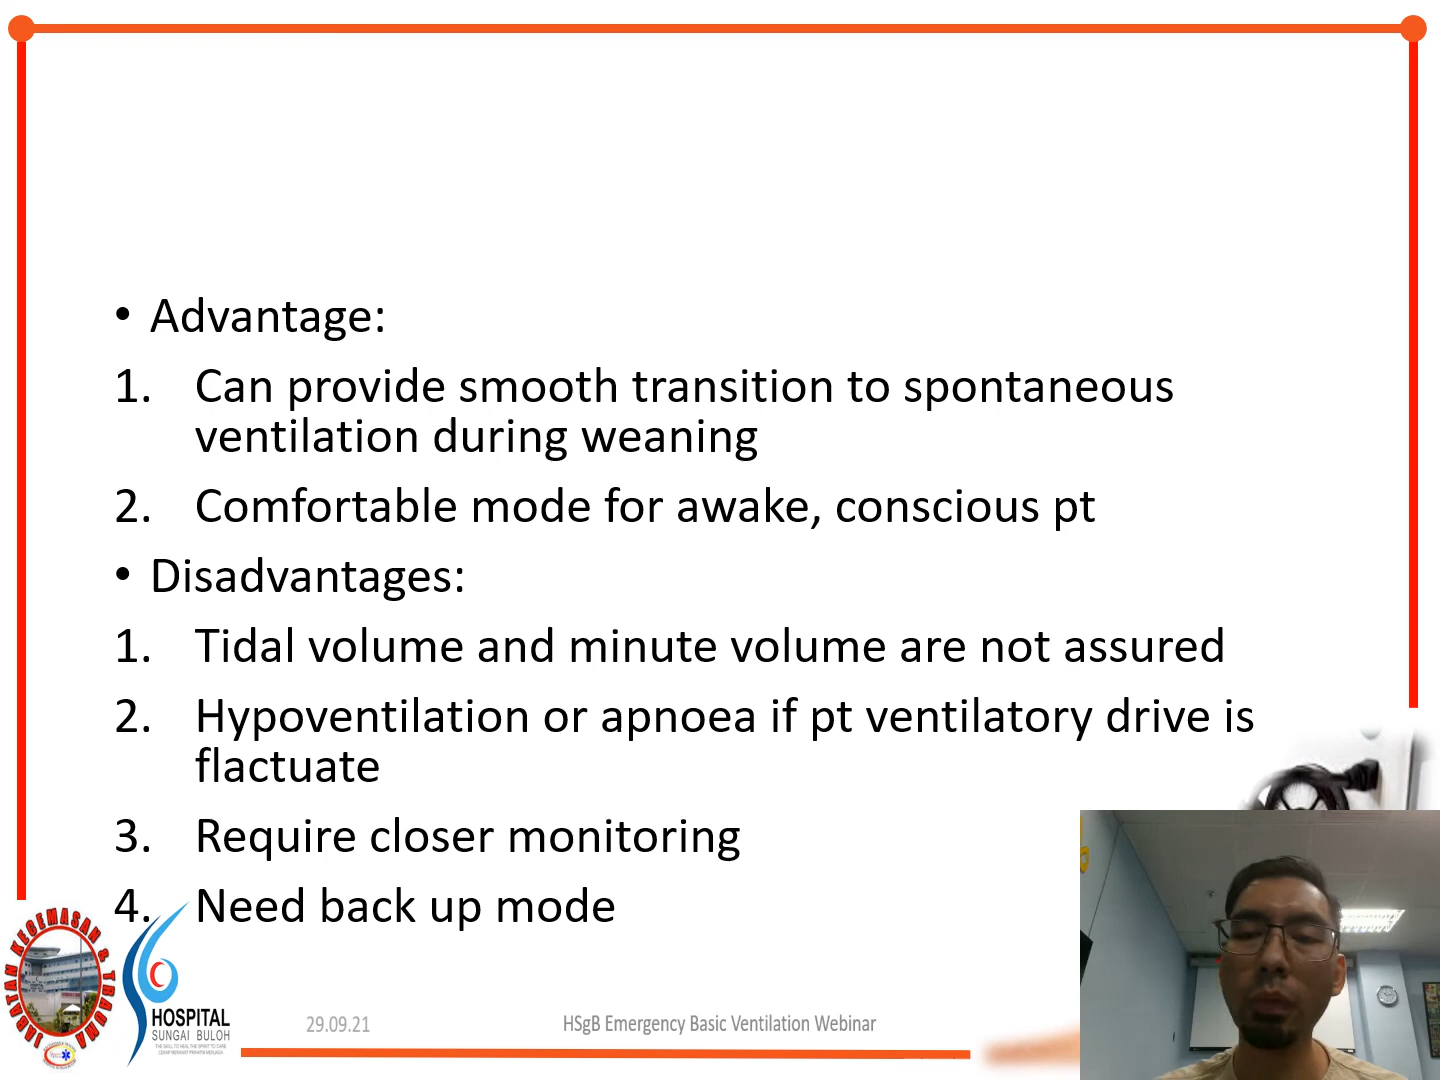 • Advantage:
1. Can provide smooth transition to spontaneous
ventilation during weaning
2. Comfortable mode for awake, conscious pt
• Disadvantages:
1. Tidal volume and minute volume are not assured
2. Hypoventilation or apnoea if pt ventilatory drive is
flactuate
3. Require closer monitoring
4. Need back up mode
JABATAN KECEMASAN & TRAUMA
HOSPITAL
SUNGAI BULOH
29.09.21
HSgB Emergency Basic Ventilation Webinar